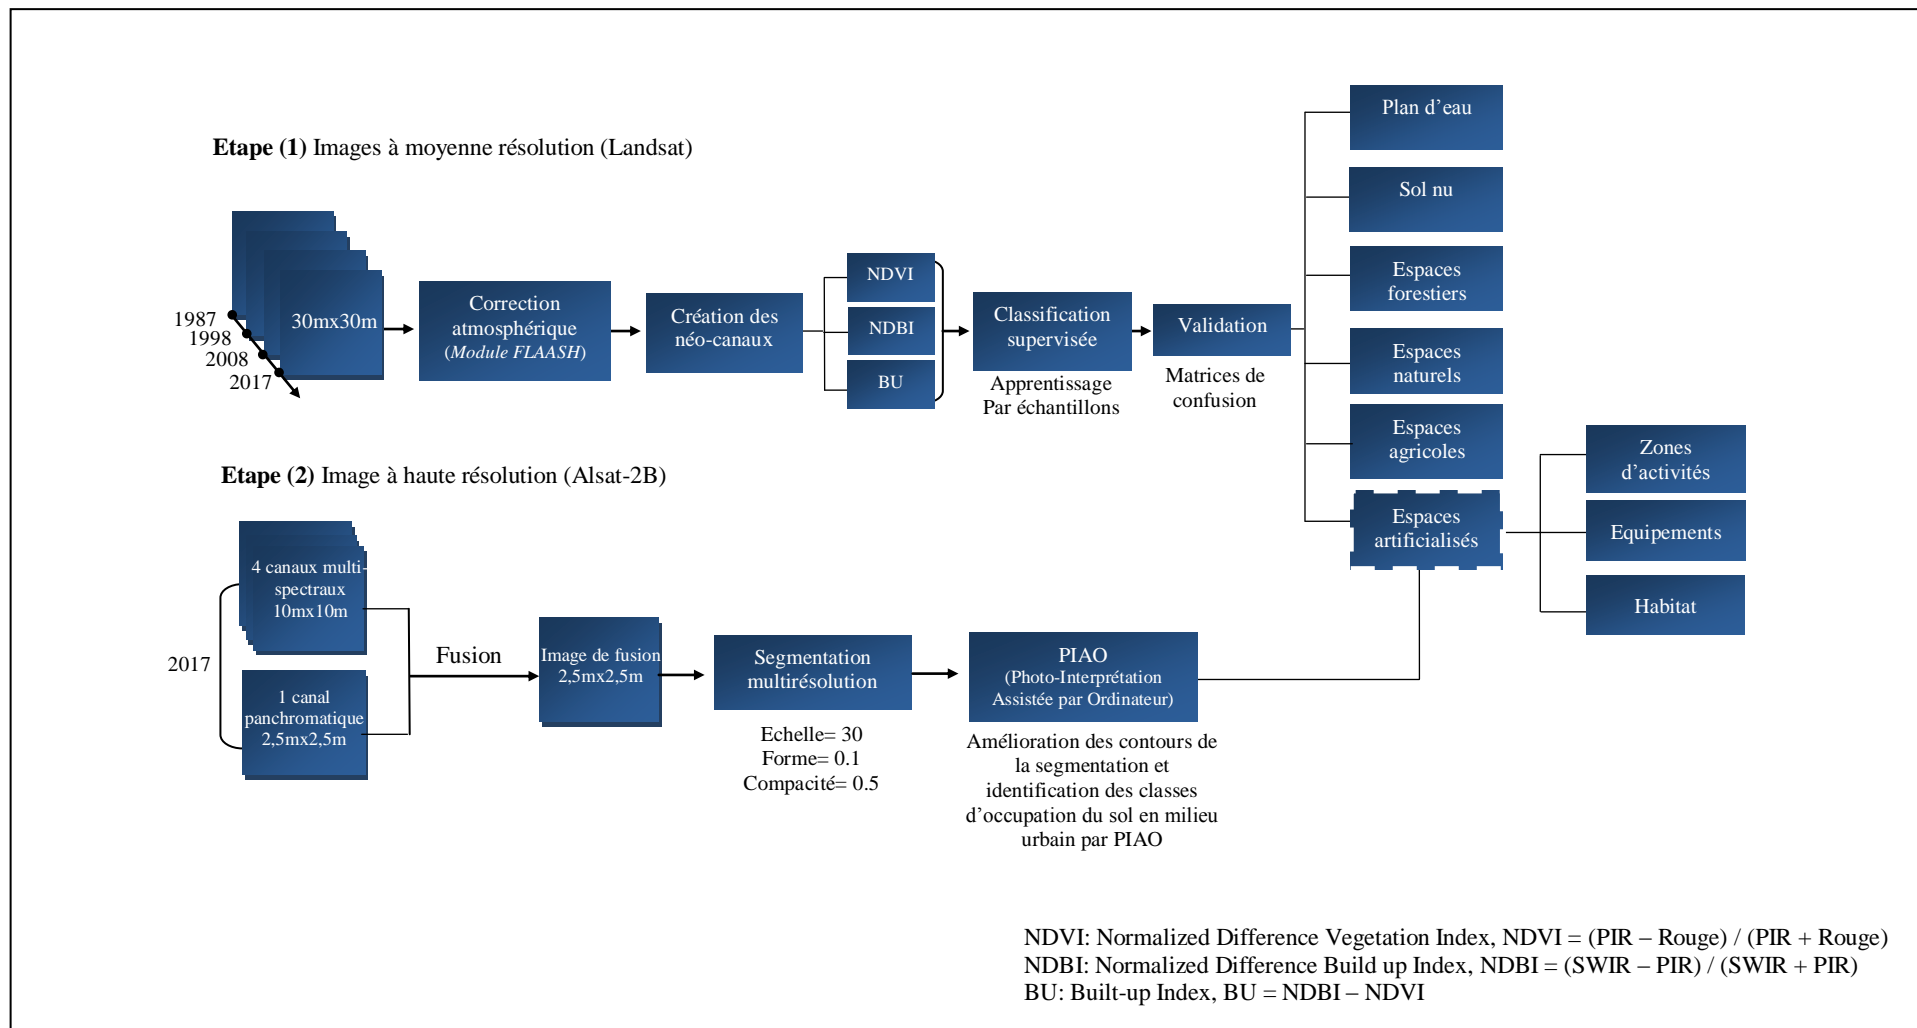 Etape (1) Images à moyenne résolution (Landsat)
1987
1998
2008
2017
30mx30m
Correction
atmosphérique
(Module FLAASH)
Création des
néo-canaux
NDVI
NDBI
BU
Classification
supervisée
Apprentissage
Par échantillons
Validation
Matrices de
confusion
Plan d’eau
Sol nu
Espaces
forestiers
Espaces
naturels
Espaces
agricoles
Espaces
artificialisés
Zones
d’activités
Equipements
Habitat
Etape (2) Image à haute résolution (Alsat-2B)
2017
4 canaux multi-
spectraux
10mx10m
1 canal
panchromatique
2,5mx2,5m
Fusion
Image de fusion
2,5mx2,5m
Segmentation
multirésolution
Echelle= 30
Forme= 0.1
Compacité= 0.5
PIAO
(Photo-Interprétation
Assistée par Ordinateur)
Amélioration des contours de
la segmentation et
identification des classes
d’occupation du sol en milieu
urbain par PIAO
NDVI: Normalized Difference Vegetation Index, NDVI = (PIR – Rouge) / (PIR + Rouge)
NDBI: Normalized Difference Build up Index, NDBI = (SWIR – PIR) / (SWIR + PIR)
BU: Built-up Index, BU = NDBI – NDVI